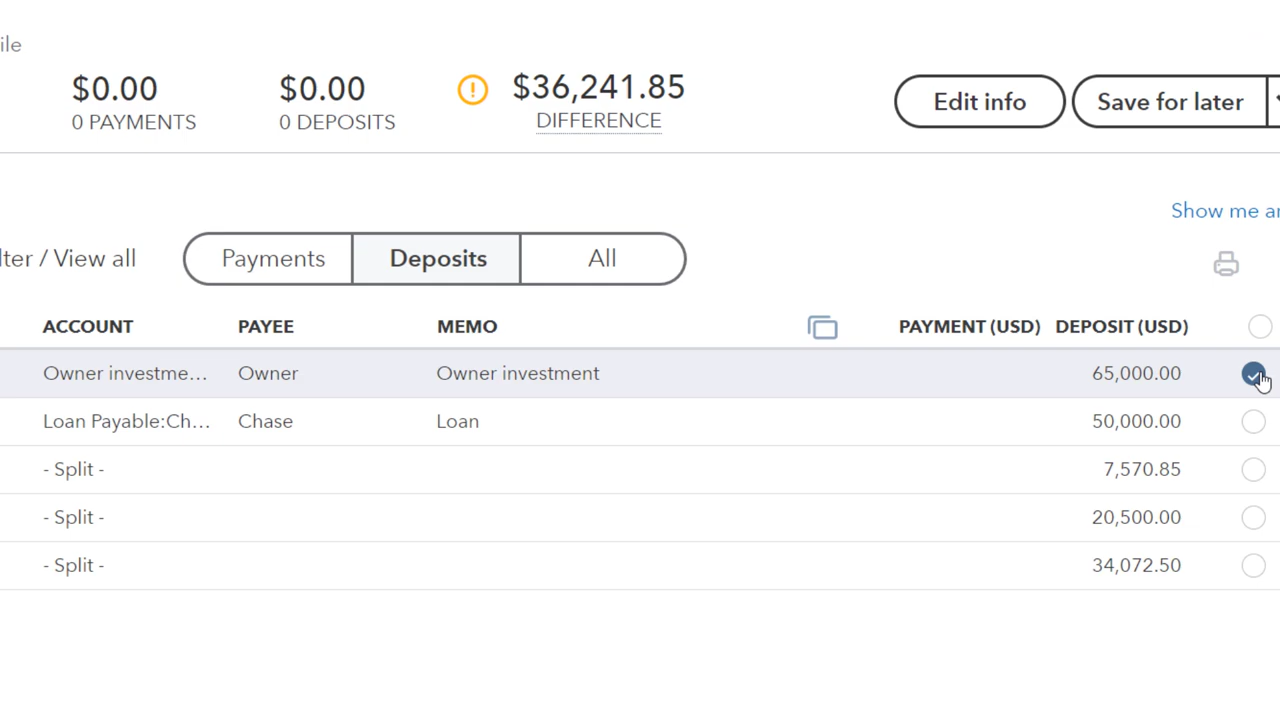 ile
$0.00 $0.00 $36,241.85
0 PAYMENTS 0 DEPOSITS DIFFERENCE
Edit info Save for later
Show me ar
lter / View all Payments Deposits All
ACCOUNT PAYEE MEMO PAYMENT (USD) DEPOSIT (USD)
Owner investme... Owner Owner investment 65,000.00
Loan Payable:Ch... Chase Loan 50,000.00
- Split - 7,570.85
- Split - 20,500.00
- Split - 34,072.50